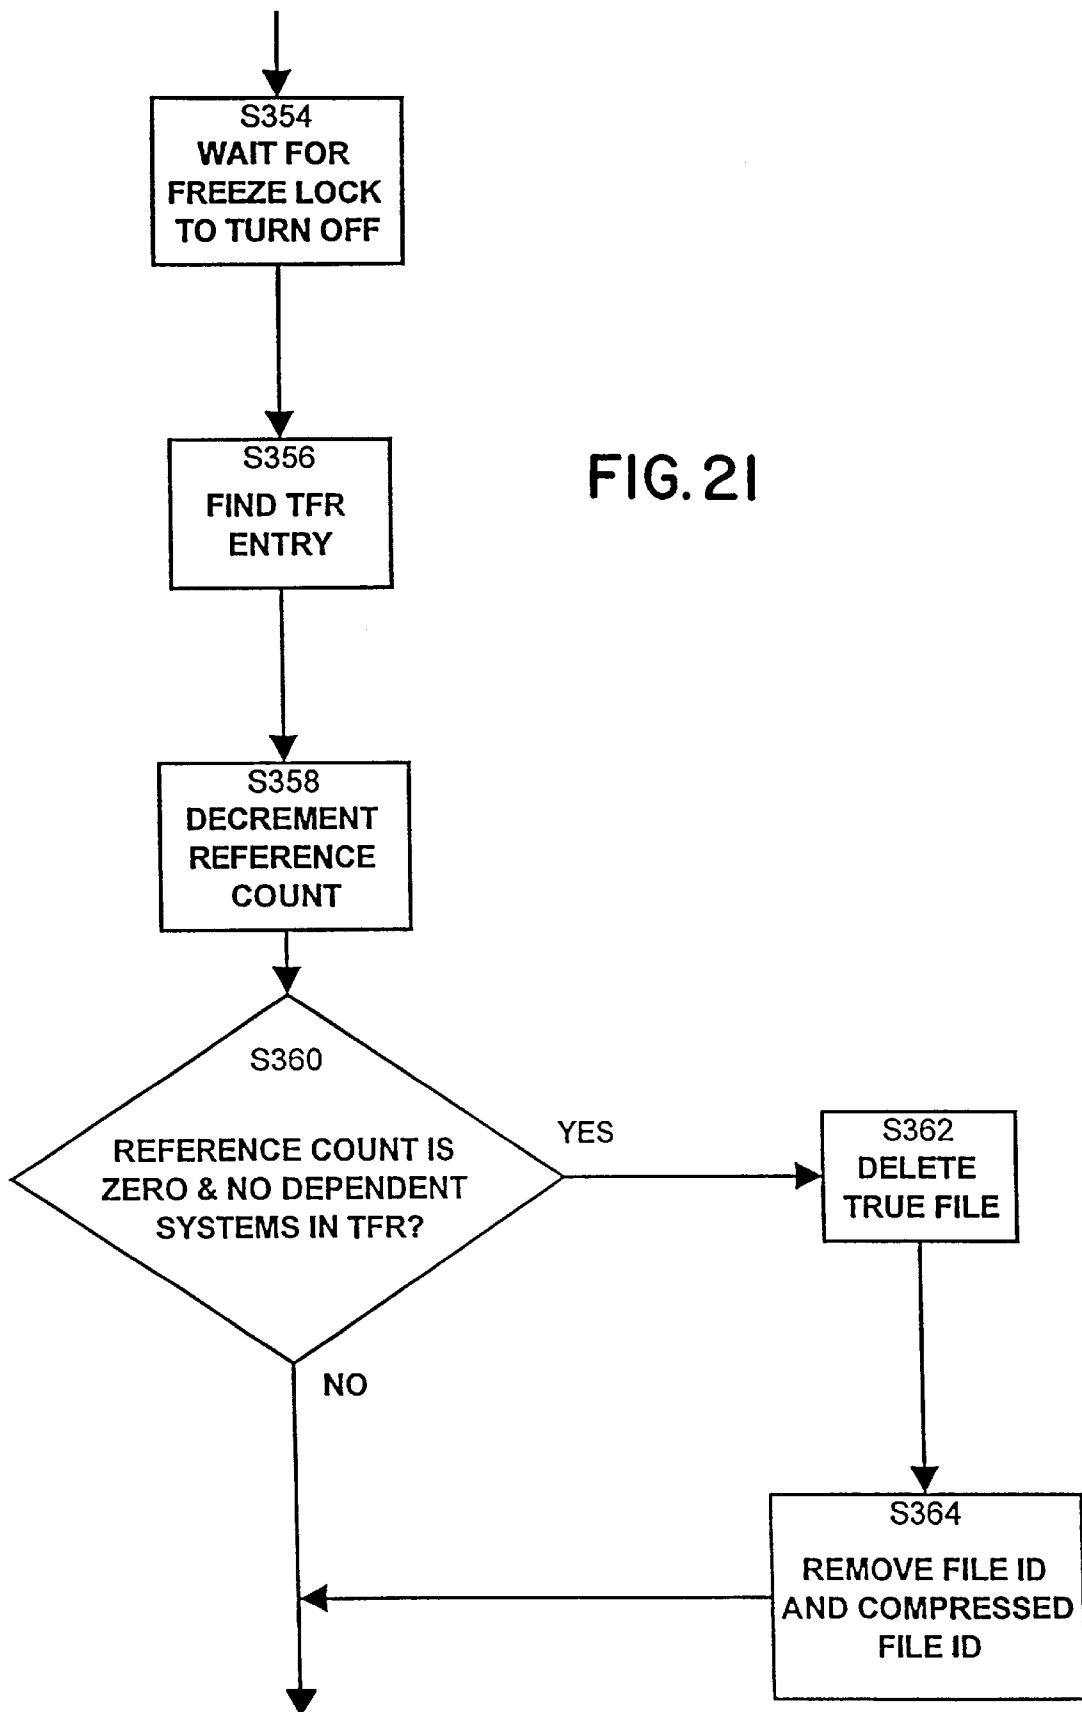 S354
WAIT FOR
FREEZE LOCK
TO TURN OFF
S356
FIND TFR
ENTRY
FIG. 21
S358
DECREMENT
REFERENCE
COUNT
S360
REFERENCE COUNT IS
ZERO & NO DEPENDENT
SYSTEMS IN TFR?
YES
S362
DELETE
TRUE FILE
NO
S364
REMOVE FILE ID
AND COMPRESSED
FILE ID